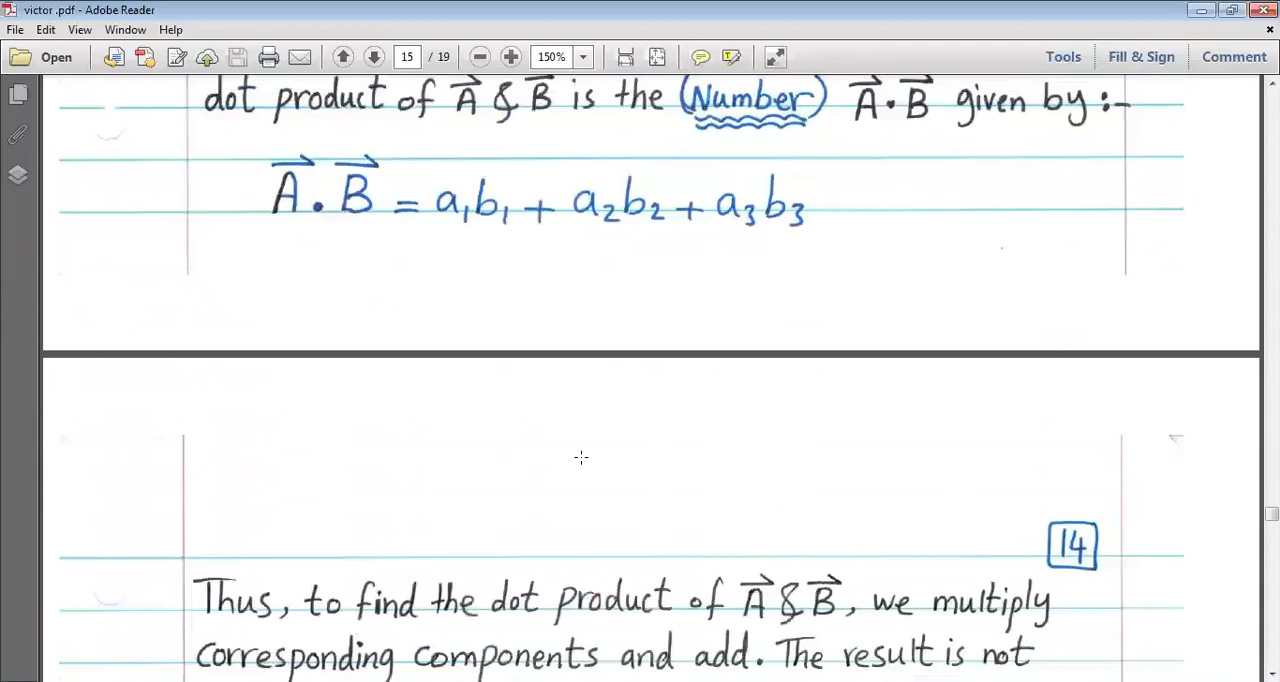 victor .pdf - Adobe Reader
File Edit View Window Help
Open 15 / 19 150% Tools Fill & Sign Comment
dot product of A⃗ & B⃗ is the (Number) A⃗ • B⃗ given by :-
A⃗ • B⃗ = a₁b₁ + a₂b₂ + a₃b₃
14
Thus, to find the dot product of A⃗ & B⃗, we multiply
corresponding components and add. The result is not